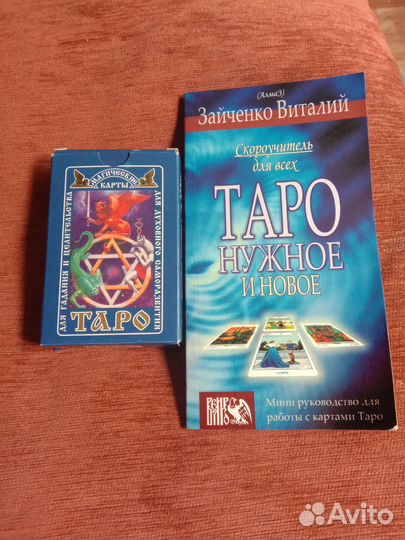 МАГИЧЕСКИЕ
КАРТЫ
ДЛЯ ГАДАНИЯ И ЦЕЛИТЕЛЬСТВА
ДЛЯ ДУХОВНОГО САМОРАЗВИТИЯ
ТАРО
(АлмаЗ)
Зайченко Виталий
Скороучитель
для всех
ТАРО
НУЖНОЕ
И НОВОЕ
Мини руководство для
работы с картами Таро
Avito